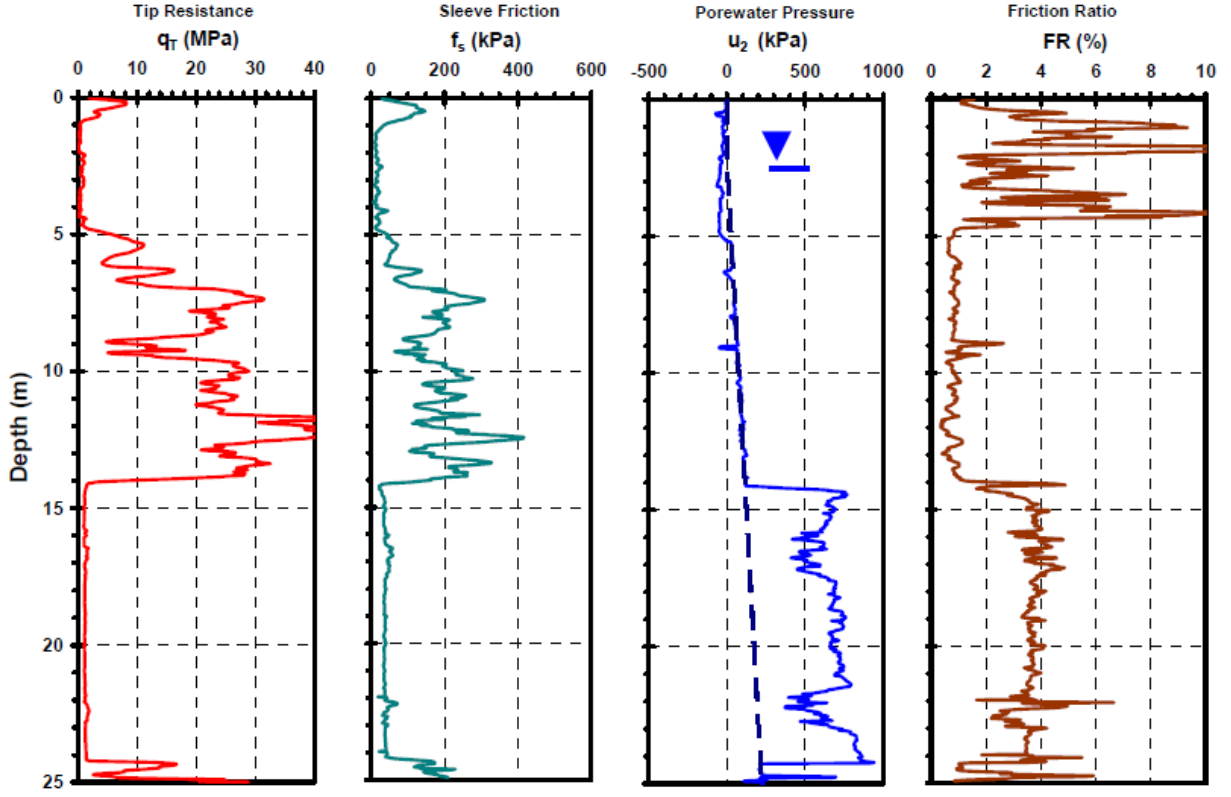 Tip Resistance
qT (MPa)
0 10 20 30 40
Sleeve Friction
fs (kPa)
0 200 400 600
Porewater Pressure
u2 (kPa)
-500 0 500 1000
Friction Ratio
FR (%)
0 2 4 6 8 10
Depth (m)
0
5
10
15
20
25